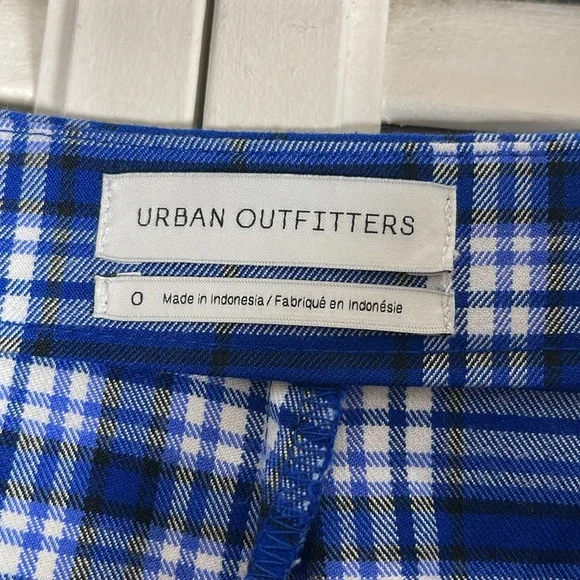 URBAN OUTFITTERS
0 Made in Indonesia / Fabriqué en Indonésie